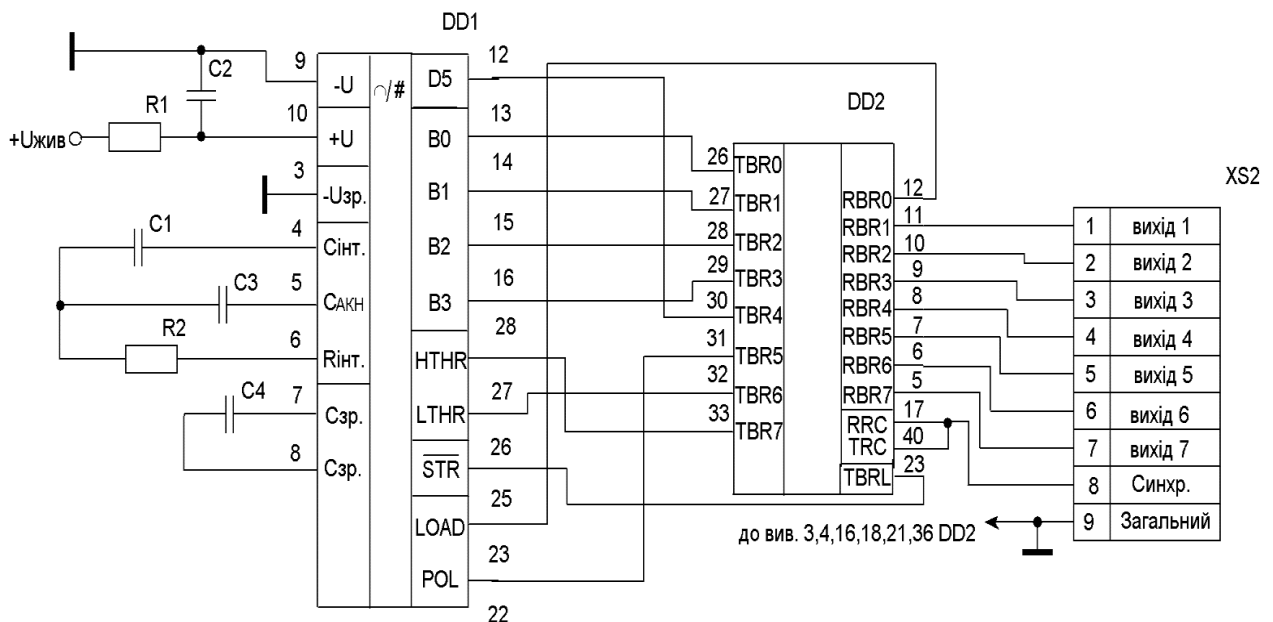 DD1
9
-U
∩/#
D5
12
C2
R1
10
+U
+Uжив
B0
13
3
-Uзр.
B1
14
C1
4
Сінт.
B2
15
C3
5
САКН
B3
16
R2
6
Rінт.
HTHR
28
C4
7
Сзр.
LTHR
27
8
Сзр.
STR
26
LOAD
25
POL
23
22
DD2
26
TBR0
27
TBR1
28
TBR2
29
TBR3
30
TBR4
31
TBR5
32
TBR6
33
TBR7
RBR0
12
RBR1
11
RBR2
10
RBR3
9
RBR4
8
RBR5
7
RBR6
6
RBR7
5
RRC
17
TRC
40
TBRL
23
XS2
1 вихід 1
2 вихід 2
3 вихід 3
4 вихід 4
5 вихід 5
6 вихід 6
7 вихід 7
8 Синхр.
9 Загальний
до вив. 3,4,16,18,21,36 DD2